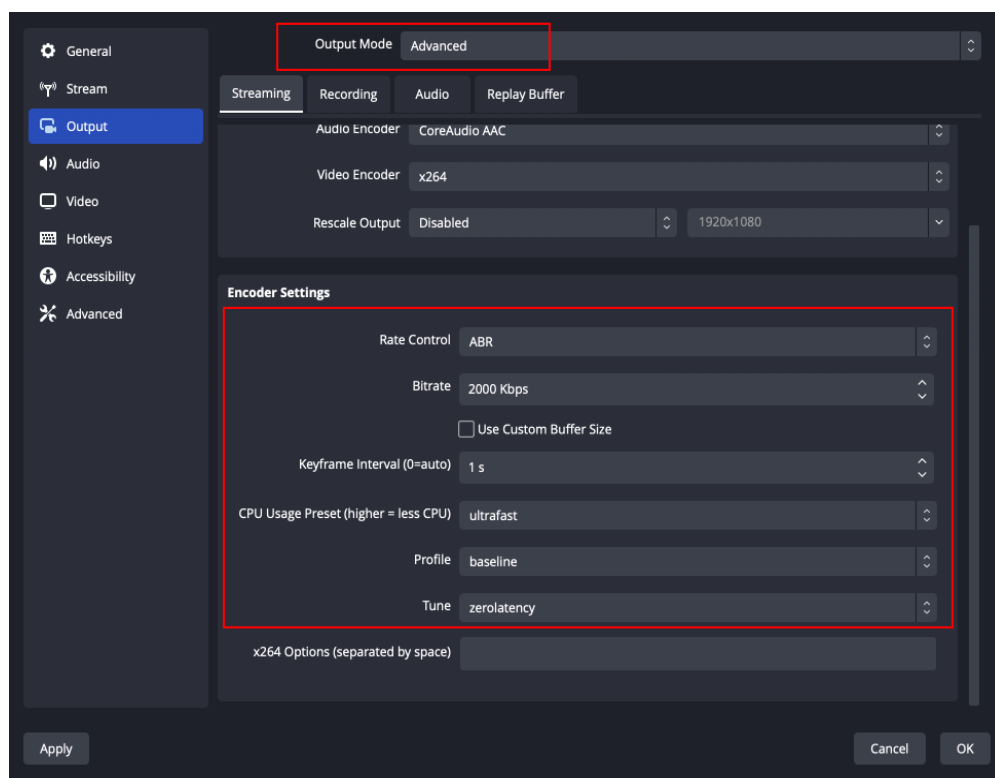 General
Stream
Output
Audio
Video
Hotkeys
Accessibility
Advanced
Output Mode Advanced
Streaming Recording Audio Replay Buffer
Audio Encoder CoreAudio AAC
Video Encoder x264
Rescale Output Disabled 1920x1080
Encoder Settings
Rate Control ABR
Bitrate 2000 Kbps
Use Custom Buffer Size
Keyframe Interval (0=auto) 1 s
CPU Usage Preset (higher = less CPU) ultrafast
Profile baseline
Tune zerolatency
x264 Options (separated by space)
Apply Cancel OK